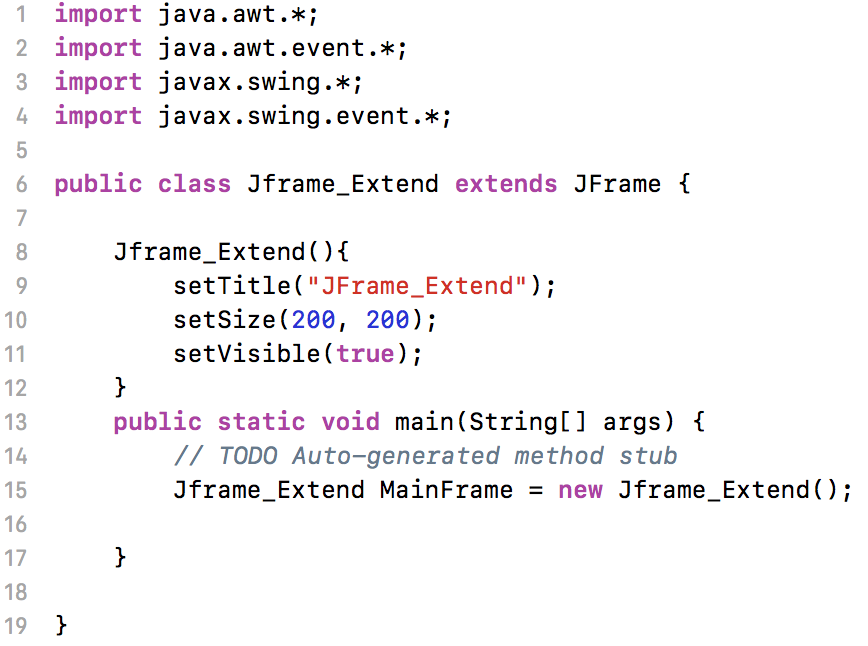 1 import java.awt.*;
2 import java.awt.event.*;
3 import javax.swing.*;
4 import javax.swing.event.*;
5
6 public class Jframe_Extend extends JFrame {
7
8     Jframe_Extend(){
9         setTitle("JFrame_Extend");
10         setSize(200, 200);
11         setVisible(true);
12     }
13     public static void main(String[] args) {
14         // TODO Auto-generated method stub
15         Jframe_Extend MainFrame = new Jframe_Extend();
16
17     }
18
19 }